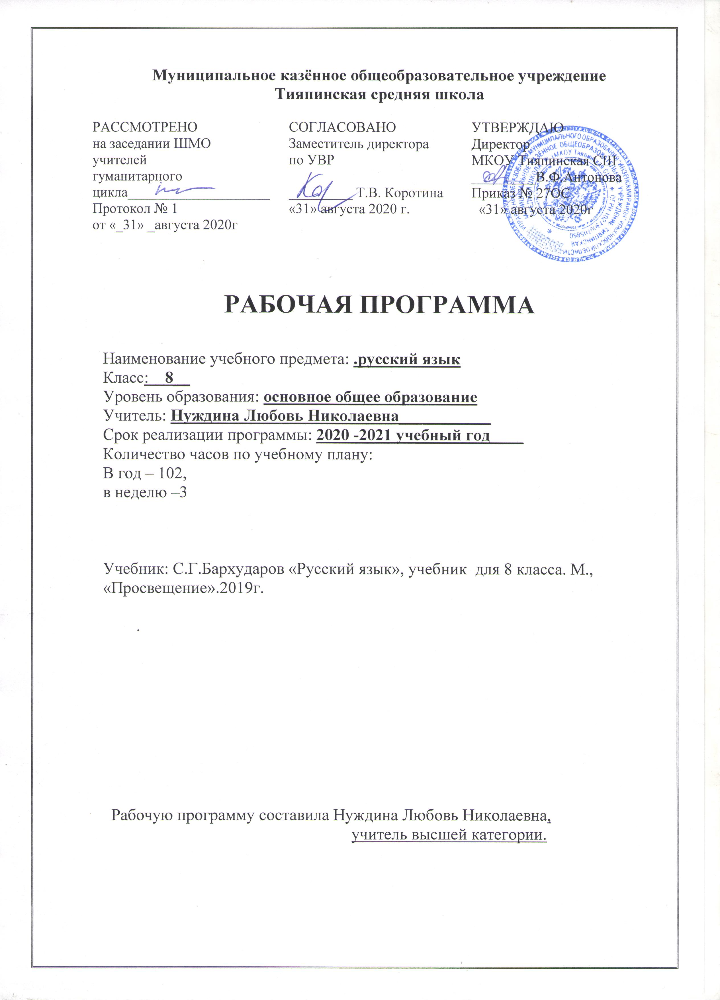 Муниципальное казённое общеобразовательное учреждение
Тияпинская средняя школа
РАССМОТРЕНО
на заседании ШМО
учителей
гуманитарного
цикла____________________
Протокол № 1
от «_31» _августа 2020г
СОГЛАСОВАНО
Заместитель директора
по УВР
_________ Т.В. Коротина
«31» августа 2020 г.
УТВЕРЖДАЮ
Директор
МКОУ Тияпинская СШ
_________В.Ф.Антонова
Приказ № 27ОС
«31» августа 2020г
РАБОЧАЯ ПРОГРАММА
Наименование учебного предмета: .русский язык
Класс:__8__
Уровень образования: основное общее образование
Учитель: Нуждина Любовь Николаевна___________
Срок реализации программы: 2020 -2021 учебный год____
Количество часов по учебному плану:
В год – 102,
в неделю –3
Учебник: С.Г.Бархударов «Русский язык», учебник для 8 класса. М.,
«Просвещение».2019г.
.
Рабочую программу составила Нуждина Любовь Николаевна,
учитель высшей категории.